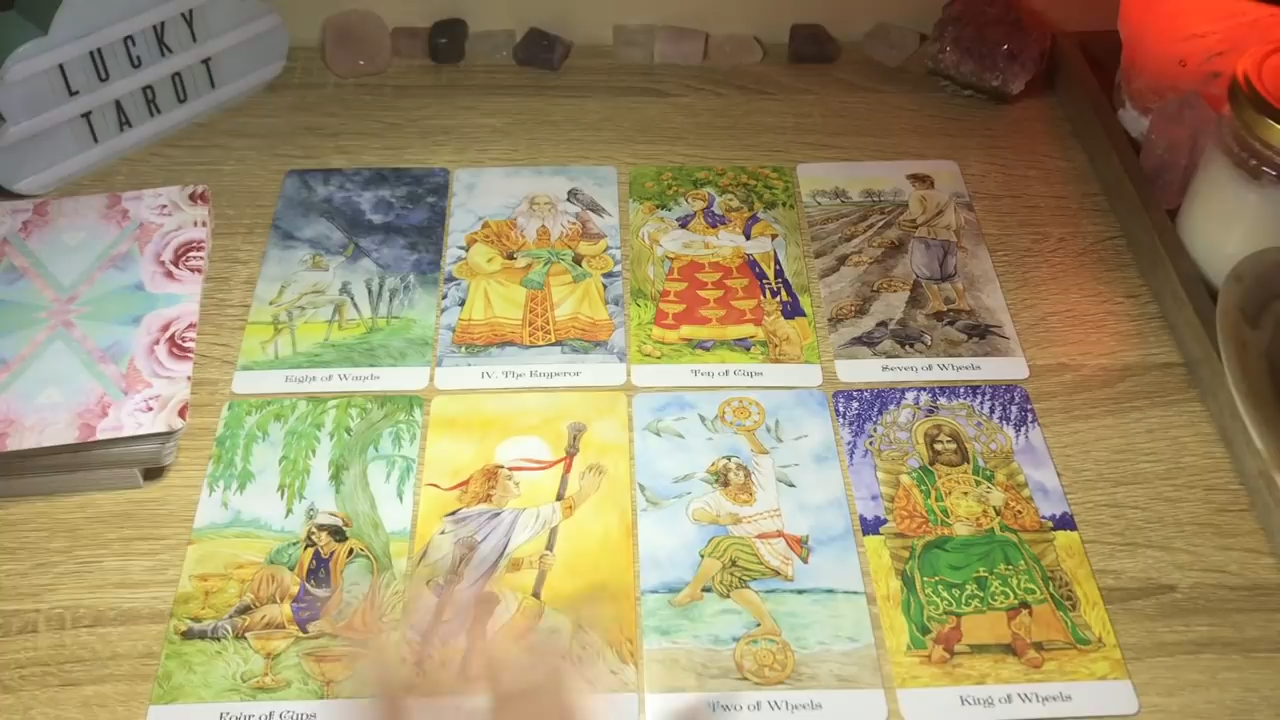 LUCKY
TAROT
Eight of Wands
IV. The Emperor
Ten of Cups
Seven of Wheels
Four of Cups
Two of Wheels
King of Wheels